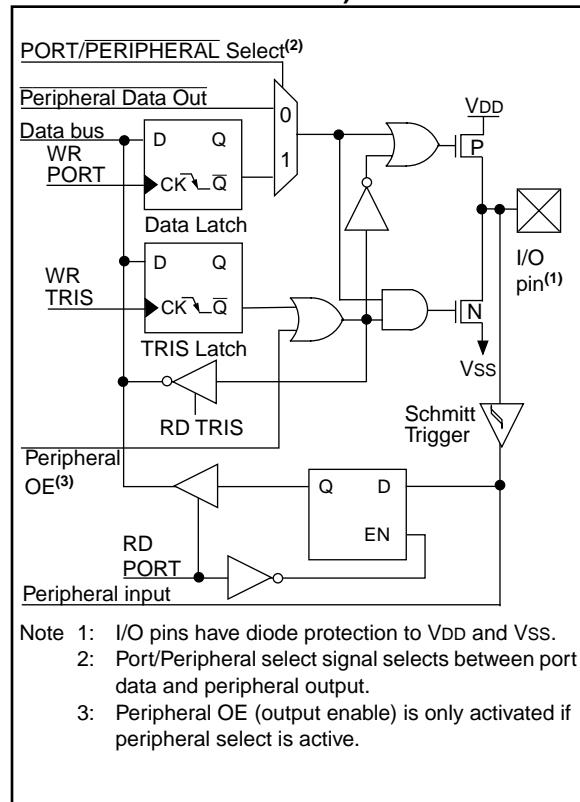 PORT/PERIPHERAL Select(2)
Peripheral Data Out
Data bus
WR
PORT
D Q
CK Q
Data Latch
0
1
VDD
P
I/O
pin(1)
WR
TRIS
D Q
CK Q
TRIS Latch
N
VSS
RD TRIS
Schmitt
Trigger
Peripheral
OE(3)
Q D
EN
RD
PORT
Peripheral input
Note 1: I/O pins have diode protection to VDD and VSS.
2: Port/Peripheral select signal selects between port
data and peripheral output.
3: Peripheral OE (output enable) is only activated if
peripheral select is active.